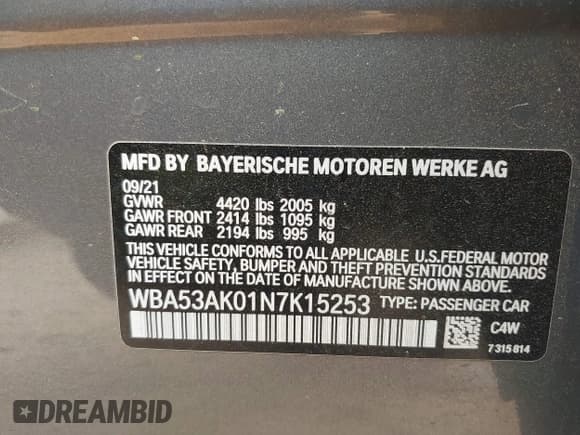 MFD BY BAYERISCHE MOTOREN WERKE AG
09/21
GVWR 4420 lbs 2005 kg
GAWR FRONT 2414 lbs 1095 kg
GAWR REAR 2194 lbs 995 kg
THIS VEHICLE CONFORMS TO ALL APPLICABLE U.S.FEDERAL MOTOR
VEHICLE SAFETY, BUMPER AND THEFT PREVENTION STANDARDS
IN EFFECT ON THE DATE OF MANUFACTURE SHOWN ABOVE.
WBA53AK01N7K15253 TYPE: PASSENGER CAR
C4W
7315814
DREAMBID